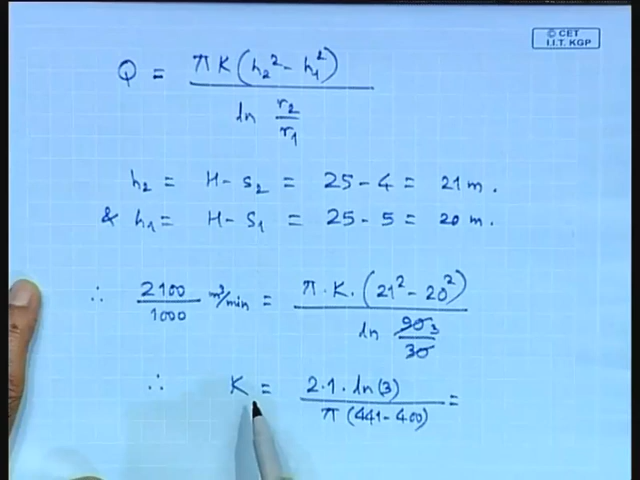 © CET
I.I.T. KGP
Q = πK(h₂² - h₁²) / ln r₂/r₁
h₂ = H - S₂ = 25 - 4 = 21 m.
& h₁ = H - S₁ = 25 - 5 = 20 m.
∴ 2100/1000 m³/min = π . K . (21² - 20²) / ln 90 3/30
∴ K = 2.1 . ln(3) / π(441 - 400) =